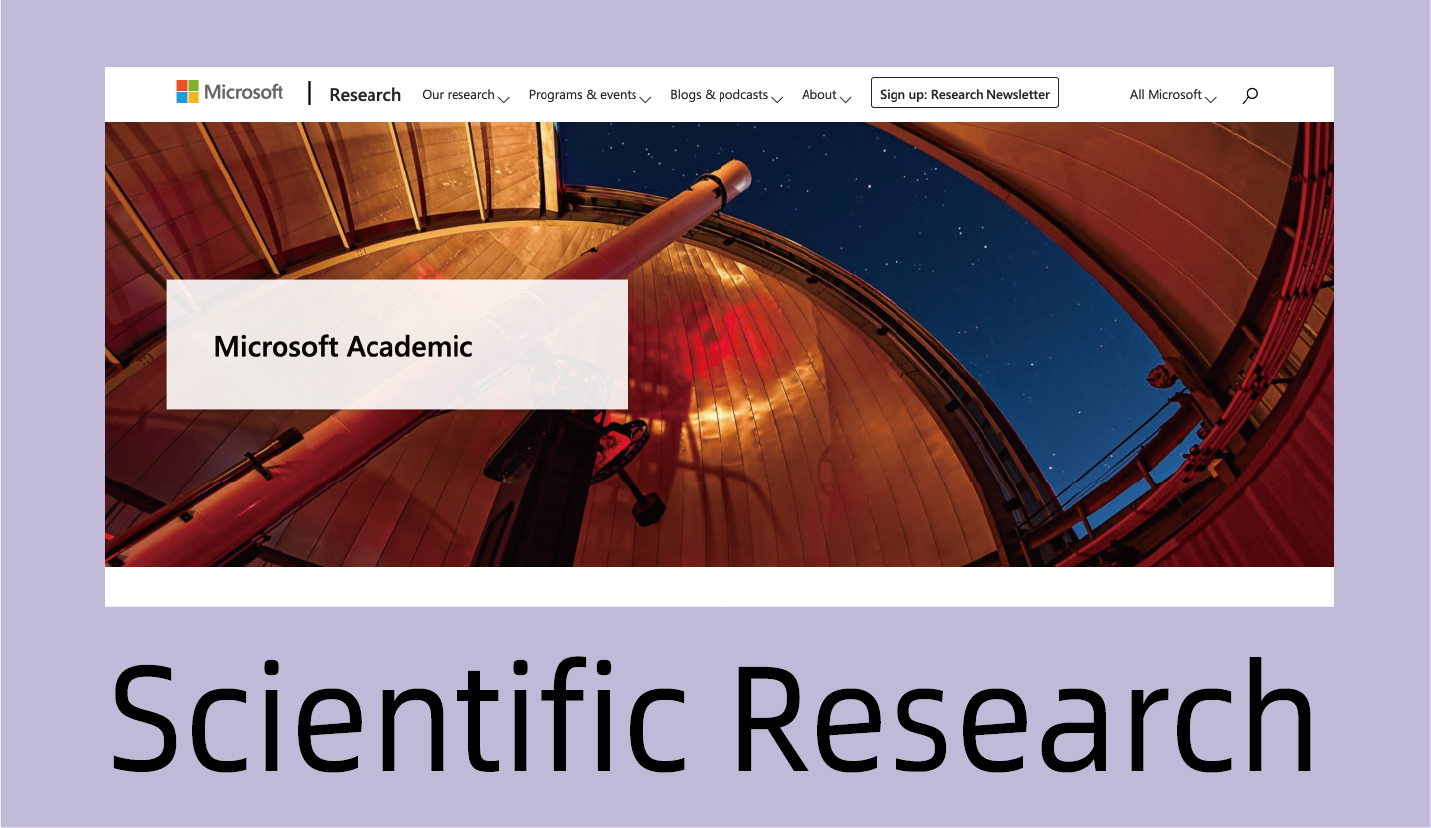 Microsoft | Research Our research Programs & events Blogs & podcasts About Sign up: Research Newsletter All Microsoft
Microsoft Academic
Scientific Research